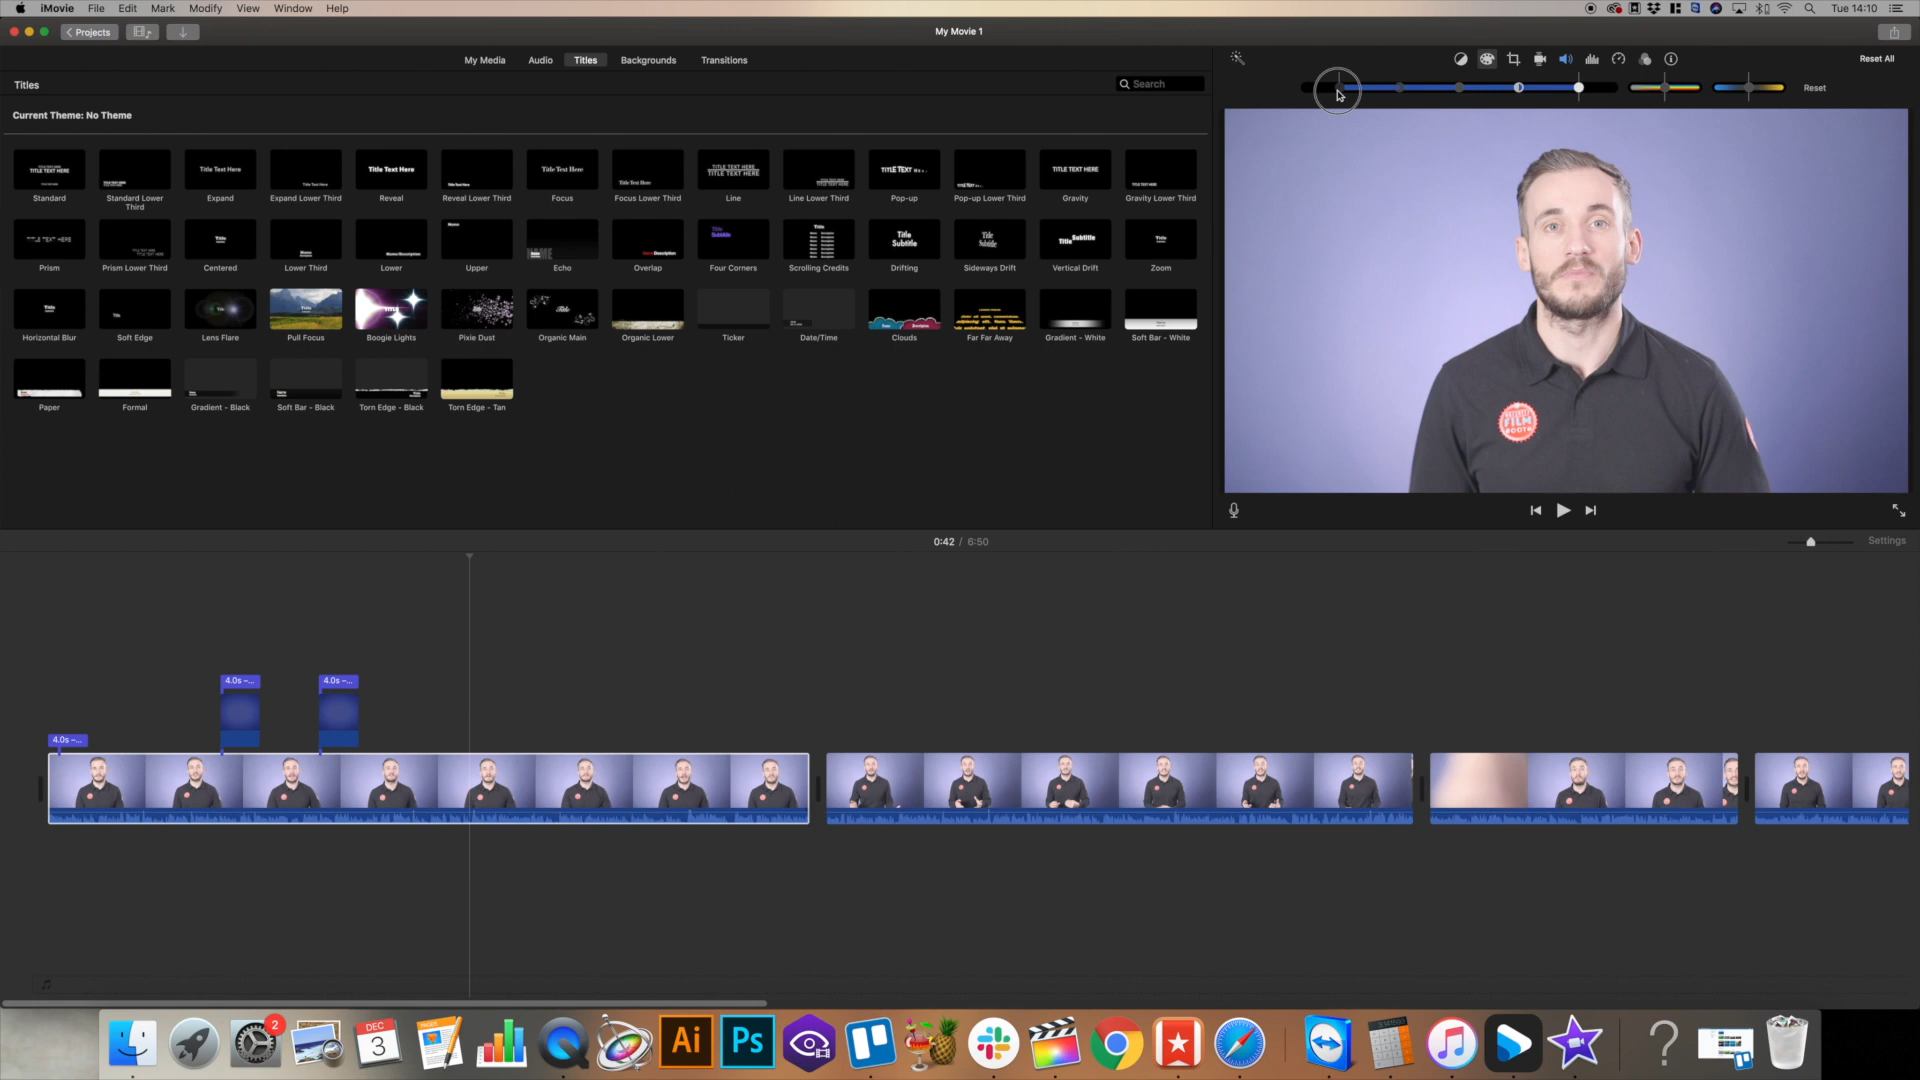 iMovie File Edit Mark Modify View Window Help
Tue 14:10
Projects
My Movie 1
My Media Audio Titles Backgrounds Transitions
Reset All
Titles
Search
Reset
Current Theme: No Theme
Standard
Standard Lower Third
Expand
Expand Lower Third
Reveal
Reveal Lower Third
Focus
Focus Lower Third
Line
Line Lower Third
Pop-up
Pop-up Lower Third
Gravity
Gravity Lower Third
Prism
Prism Lower Third
Centered
Lower Third
Lower
Upper
Echo
Overlap
Four Corners
Scrolling Credits
Drifting
Sideways Drift
Vertical Drift
Zoom
Horizontal Blur
Soft Edge
Lens Flare
Pull Focus
Boogie Lights
Pixie Dust
Organic Main
Organic Lower
Ticker
Date/Time
Clouds
Far Far Away
Gradient - White
Soft Bar - White
Paper
Formal
Gradient - Black
Soft Bar - Black
Torn Edge - Black
Torn Edge - Tan
FILM
BOOTH
0:42 / 6:50
Settings
4.0s –...
4.0s –...
4.0s –...
2
DEC
3
PAGES
Ai
Ps